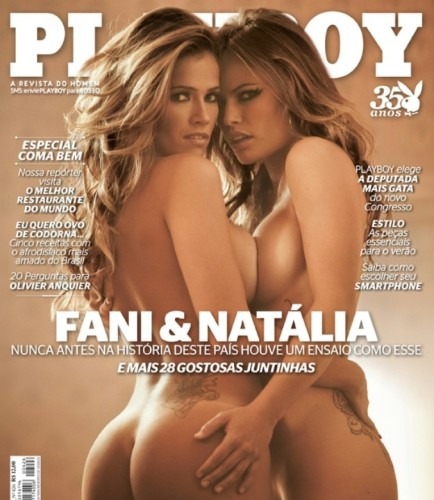 PLAYBOY
A REVISTA DO HOMEM
35
anos
ESPECIAL
COMA BEM
Nossa repórter
visita
O MELHOR
RESTAURANTE
DO MUNDO
EU QUERO OVO
DE CODORNA...
Cinco receitas com o
afrodisíaco mais
amado do Brasil
20 Perguntas para
OLIVIER ANQUIER
PLAYBOY elege
A DEPUTADA
MAIS GATA
do novo
Congresso
ESTILO
As peças
essenciais
para o verão
Saiba como
escolher seu
SMARTPHONE
FANI & NATÁLIA
NUNCA ANTES NA HISTÓRIA DESTE PAÍS HOUVE UM ENSAIO COMO ESSE
E MAIS 28 GOSTOSAS JUNTINHAS